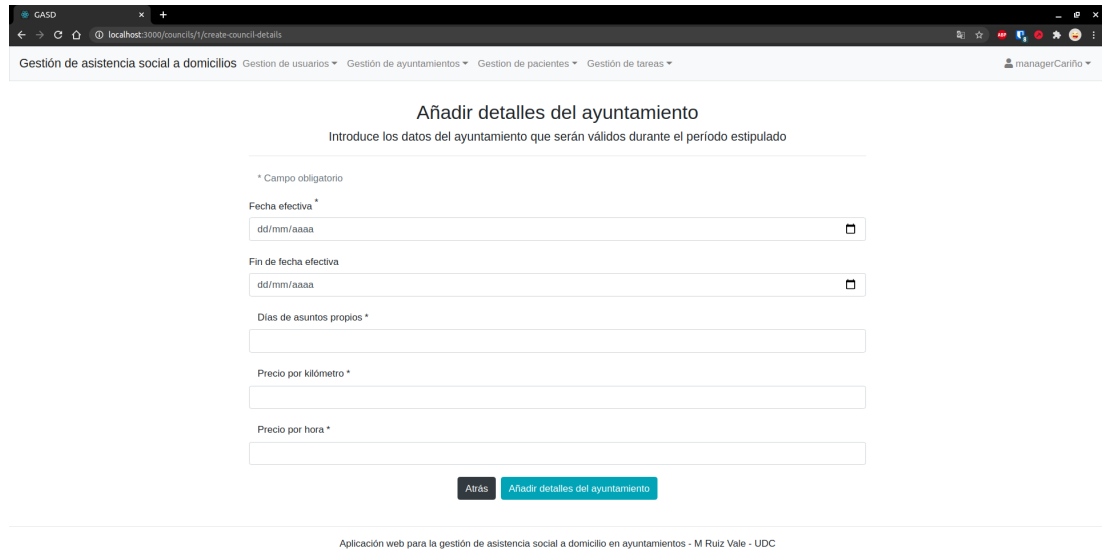 GASD
localhost:3000/councils/1/create-council-details
ABP
Gestión de asistencia social a domicilios Gestion de usuarios Gestión de ayuntamientos Gestion de pacientes Gestión de tareas managerCariño
Añadir detalles del ayuntamiento
Introduce los datos del ayuntamiento que serán válidos durante el período estipulado
* Campo obligatorio
Fecha efectiva *
dd/mm/aaaa
Fin de fecha efectiva
dd/mm/aaaa
Días de asuntos propios *
Precio por kilómetro *
Precio por hora *
Atrás Añadir detalles del ayuntamiento
Aplicación web para la gestión de asistencia social a domicilio en ayuntamientos - M Ruiz Vale - UDC